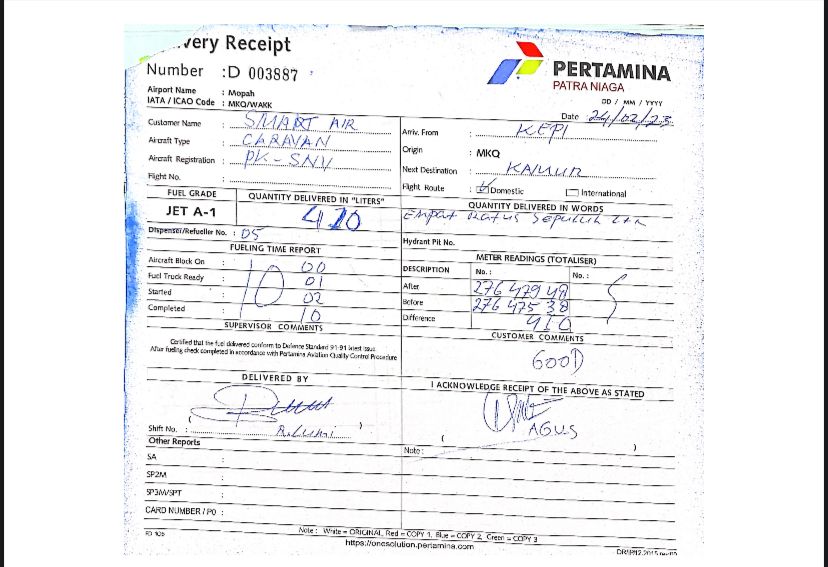 very Receipt
Number :D 003887
PERTAMINA
PATRA NIAGA
Airport Name : Mopah
IATA / ICAO Code : MKQ/WAKK
DD / MM / YYYY
Date 24/02/23
Customer Name : SMART AIR
Aircraft Type : CARAVAN
Aircraft Registration : PK-SNV
Flight No. :
Arriv. From : KEPI
Origin : MKQ
Next Destination : KAMUR
Flight Route : Domestic International
FUEL GRADE
QUANTITY DELIVERED IN "LITERS"
QUANTITY DELIVERED IN WORDS
JET A-1
410
Empat Ratus Sepuluh Ltr
Dispenser/Refueller No. : 05
Hydrant Pit No.
FUELING TIME REPORT
Aircraft Block On : 00
Fuel Truck Ready : 01
Started : 10 02
Completed : 10
METER READINGS (TOTALISER)
DESCRIPTION No. : No. :
After 276 479 48
Before 276 475 38
Difference 410
SUPERVISOR COMMENTS
Certified that the fuel delivered conform to Defence Standard 91-91 latest issue
After fueling check completed in accordance with Pertamina Aviation Quality Control Procedure
CUSTOMER COMMENTS
GOOD
DELIVERED BY
I ACKNOWLEDGE RECEIPT OF THE ABOVE AS STATED
( )
Shift No. :
( AGUS )
Other Reports
Note :
SA :
SP2M :
SP3M/SPT :
CARD NUMBER / PO :
Note : White = ORIGINAL, Red = COPY 1, Blue = COPY 2, Green = COPY 3
https://onesolution.pertamina.com